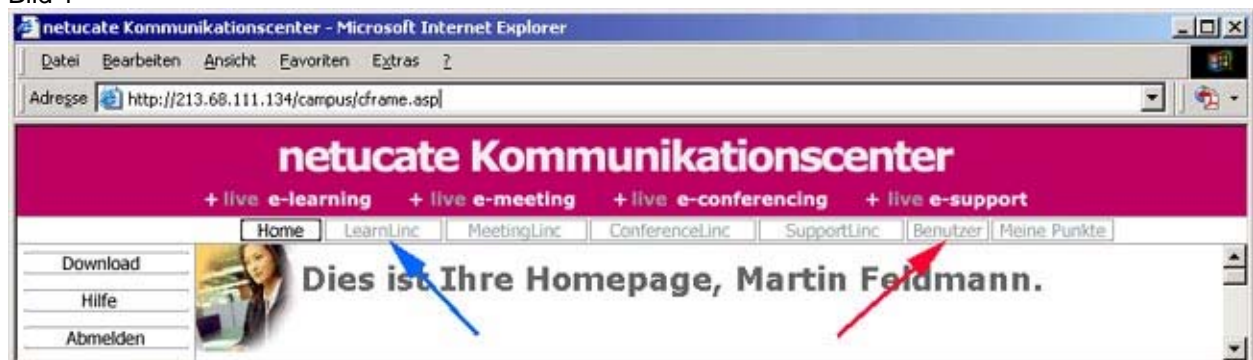 netucate Kommunikationscenter - Microsoft Internet Explorer
Datei Bearbeiten Ansicht Favoriten Extras ?
Adresse http://213.68.111.134/campus/cframe.asp
netucate Kommunikationscenter
+ live e-learning + live e-meeting + live e-conferencing + live e-support
Home LearnLinc MeetingLinc ConferenceLinc SupportLinc Benutzer Meine Punkte
Download
Hilfe
Abmelden
Dies ist Ihre Homepage, Martin Feldmann.